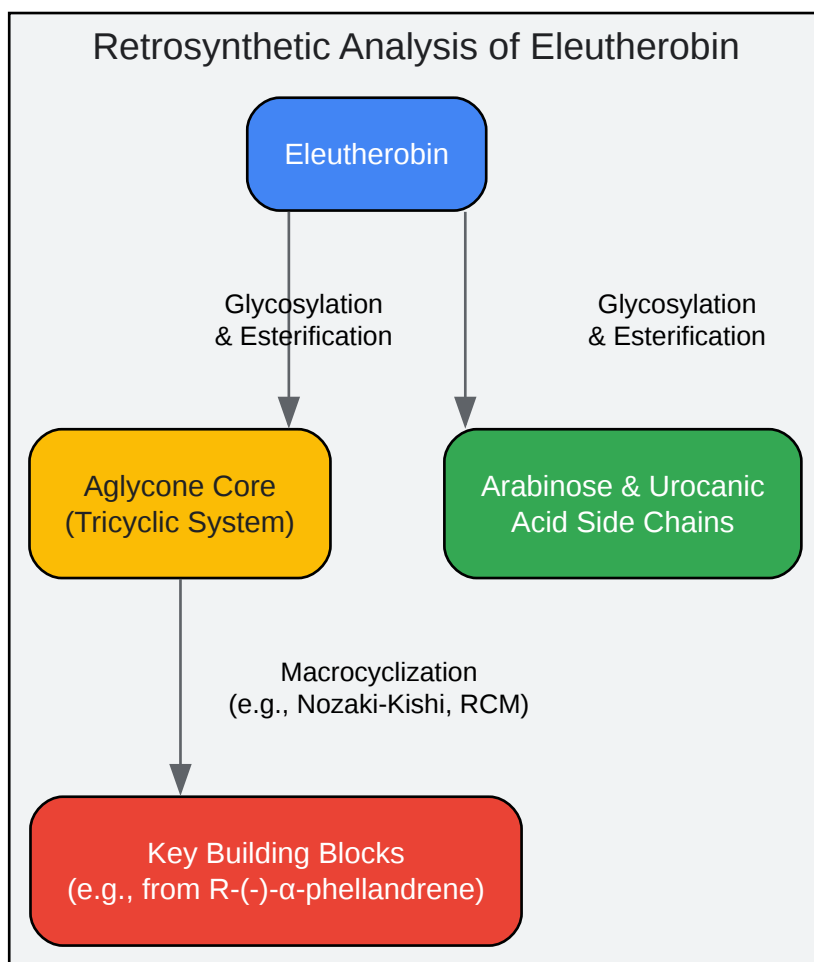 Retrosynthetic Analysis of Eleutherobin
Eleutherobin
Glycosylation
& Esterification
Glycosylation
& Esterification
Aglycone Core
(Tricyclic System)
Arabinose & Urocanic
Acid Side Chains
Macrocyclization
(e.g., Nozaki-Kishi, RCM)
Key Building Blocks
(e.g., from R-(-)-α-phellandrene)